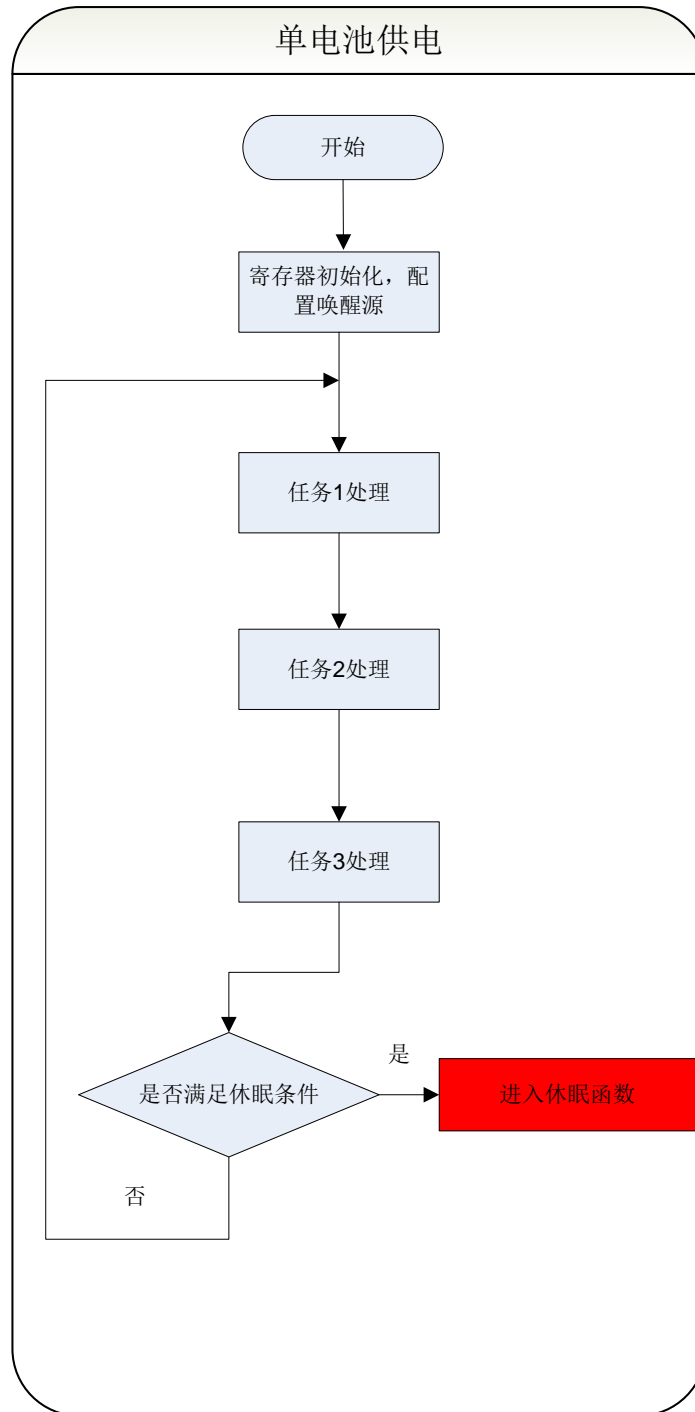 单电池供电
开始
寄存器初始化，配
置唤醒源
任务1处理
任务2处理
任务3处理
是否满足休眠条件
是
进入休眠函数
否